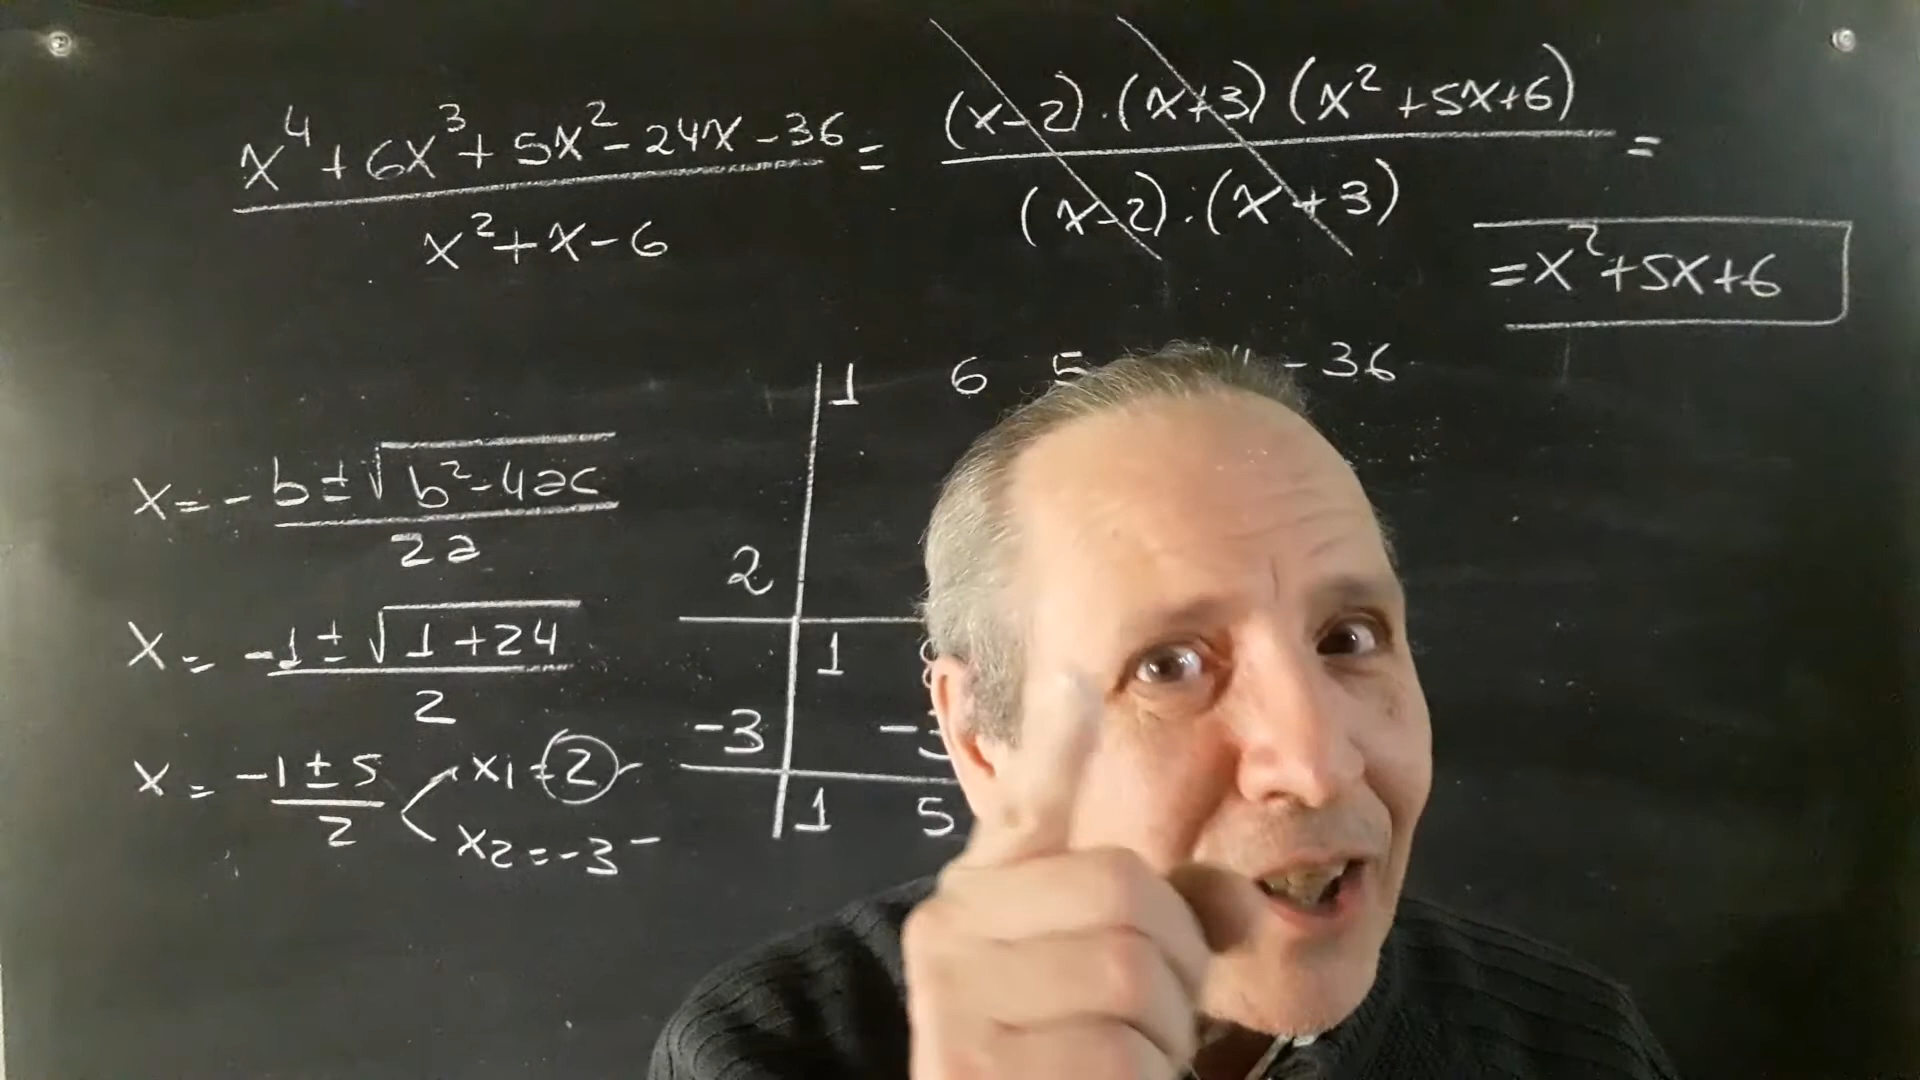 x⁴ + 6x³ + 5x² - 24x - 36 / x² + x - 6 = (x-2)·(x+3)(x²+5x+6) / (x-2)·(x+3) =
= x² + 5x + 6
1 6 5 -36
2
1
-3
1 5
x = -b ± √b²-4ac / 2a
x = -1 ± √1+24 / 2
x = -1 ± 5 / 2
x1 = 2
x2 = -3